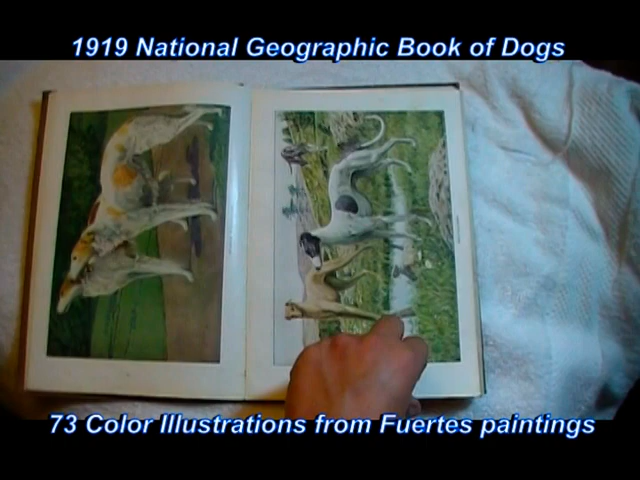 1919 National Geographic Book of Dogs
73 Color Illustrations from Fuertes paintings